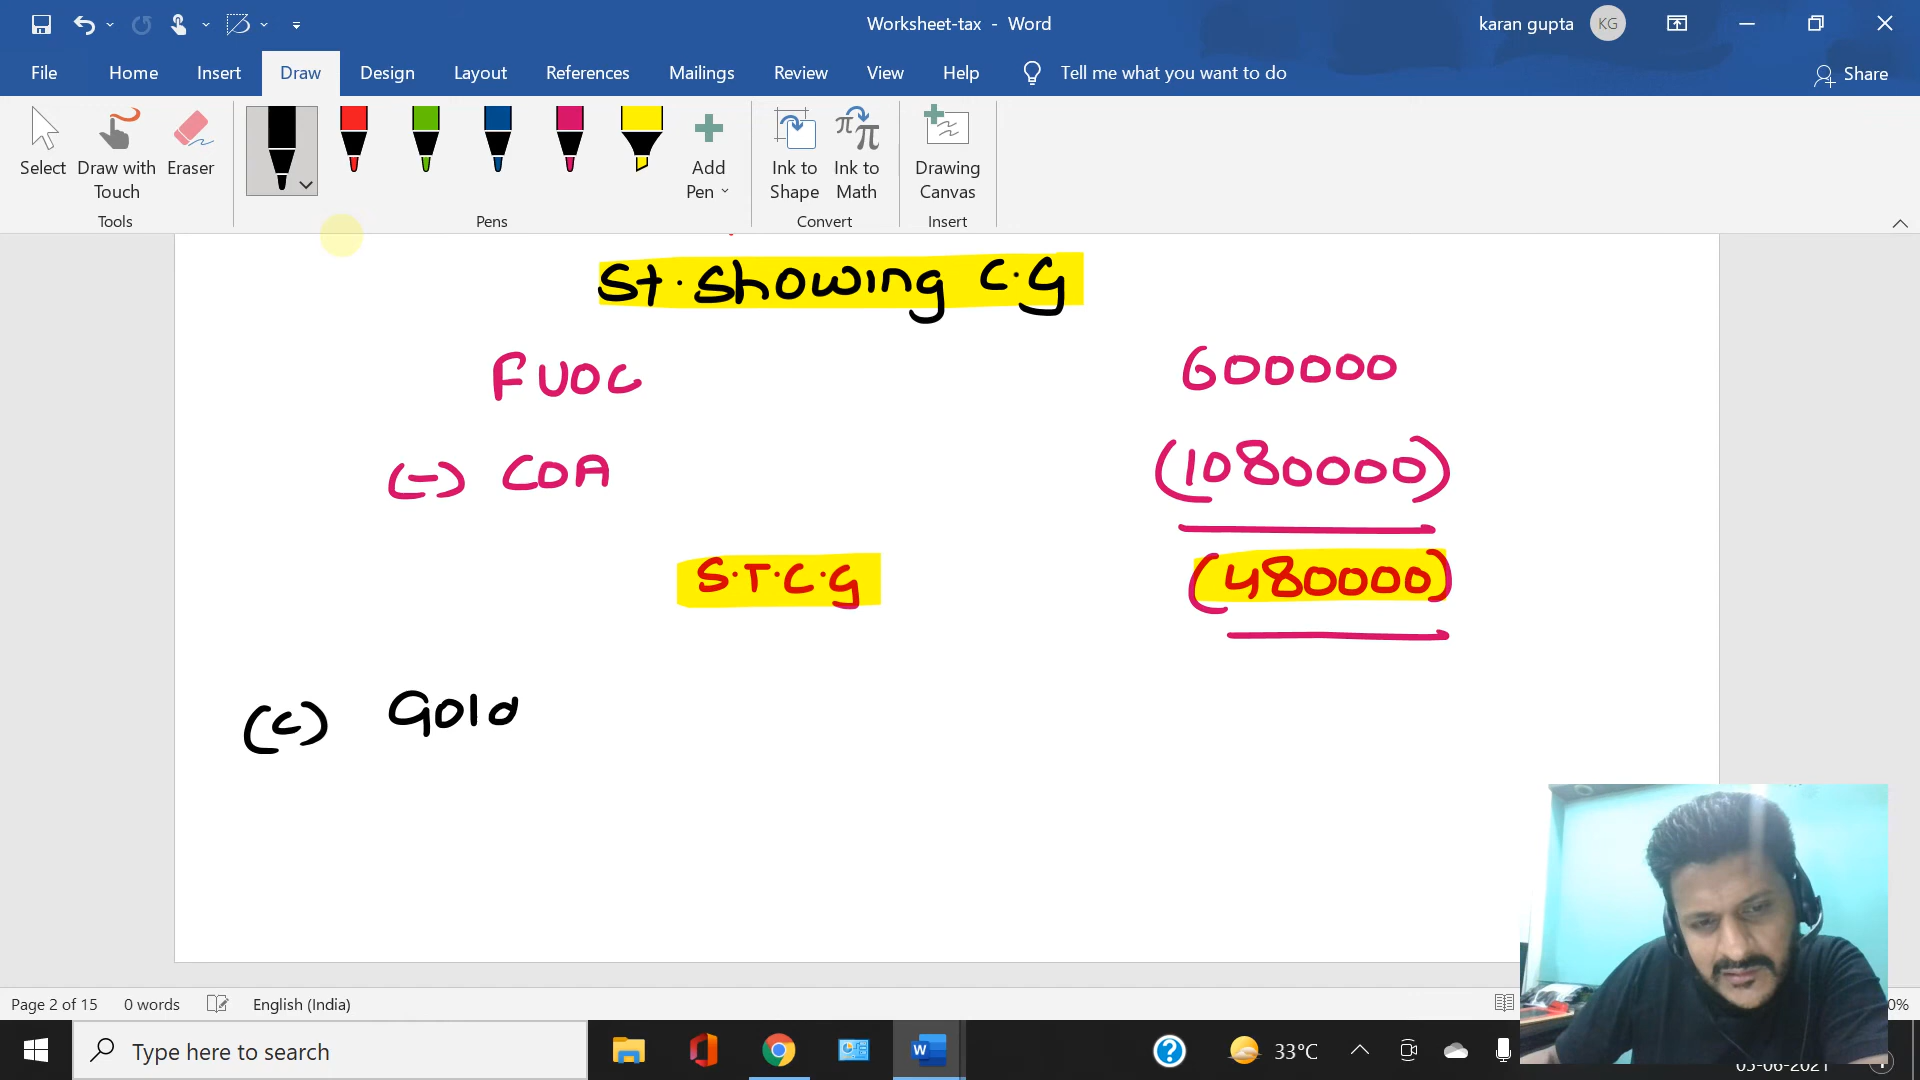 Worksheet-tax - Word
karan gupta KG
File Home Insert Draw Design Layout References Mailings Review View Help Tell me what you want to do Share
Select Draw with Touch Eraser
Add Pen
Ink to Shape Ink to Math
Drawing Canvas
Tools Pens Convert Insert
St. Showing C.G
FVOC 600000
(-) COA (1080000)
S.T.C.G (480000)
(c) Gold
Page 2 of 15 0 words English (India) 0%
Type here to search
33°C